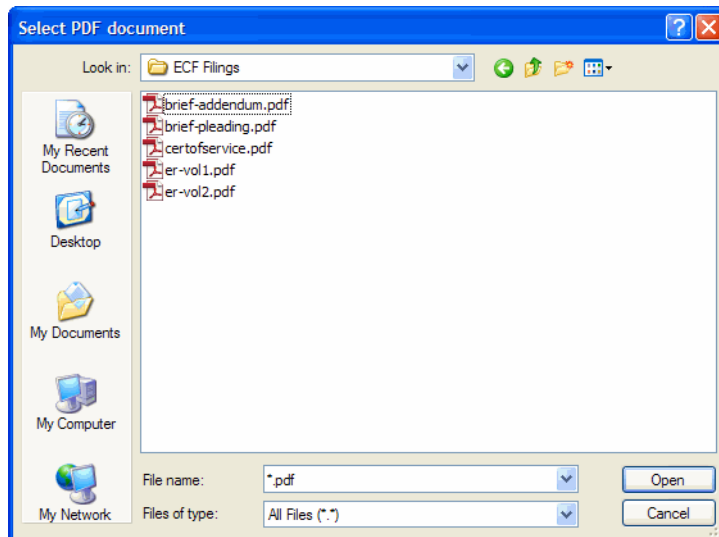 Select PDF document
Look in: ECF Filings
brief-addendum.pdf
brief-pleading.pdf
certofservice.pdf
er-vol1.pdf
er-vol2.pdf
My Recent
Documents
Desktop
My Documents
My Computer
My Network
File name: *.pdf Open
Files of type: All Files (*.*) Cancel